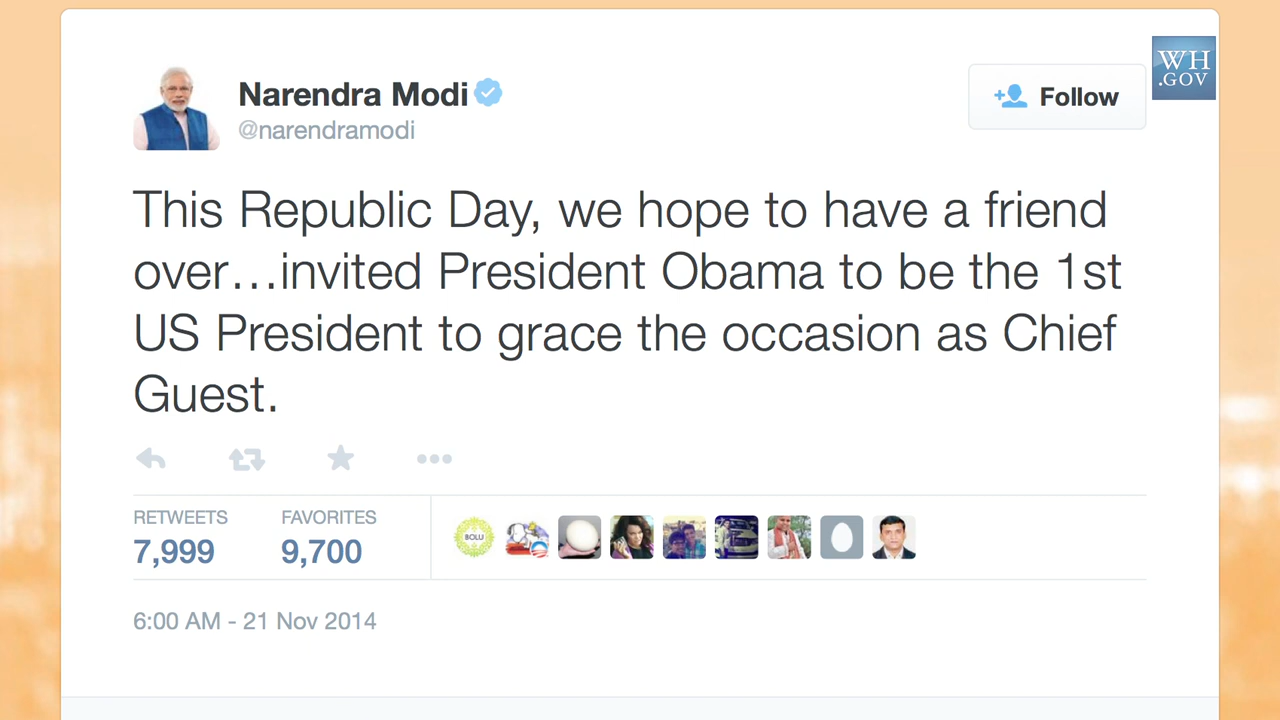 WH
.GOV
Narendra Modi
@narendramodi
Follow
This Republic Day, we hope to have a friend
over…invited President Obama to be the 1st
US President to grace the occasion as Chief
Guest.
RETWEETS FAVORITES
7,999 9,700
BOLU
6:00 AM - 21 Nov 2014